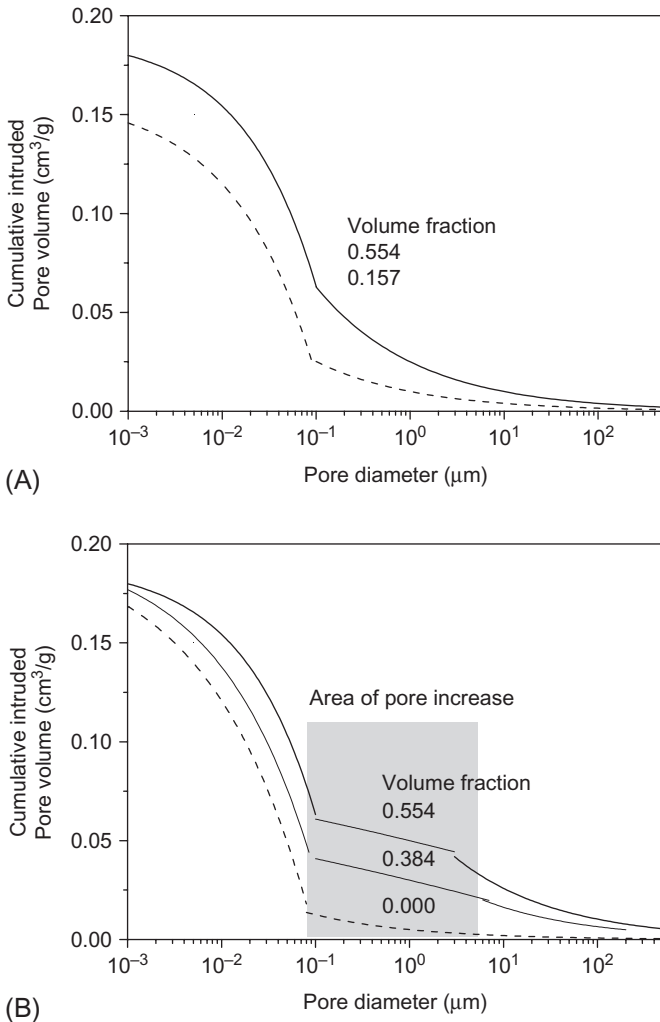 0.20
0.15
0.10
0.05
0.00
Cumulative intruded
Pore volume (cm³/g)
Volume fraction
0.554
0.157
10⁻³ 10⁻² 10⁻¹ 10⁰ 10¹ 10²
Pore diameter (μm)
(A)
0.20
0.15
0.10
0.05
0.00
Cumulative intruded
Pore volume (cm³/g)
Area of pore increase
Volume fraction
0.554
0.384
0.000
10⁻³ 10⁻² 10⁻¹ 10⁰ 10¹ 10²
Pore diameter (μm)
(B)